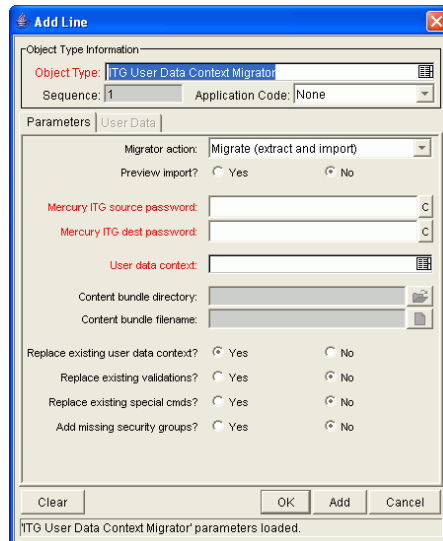 Add Line
Object Type Information
Object Type: ITG User Data Context Migrator
Sequence: 1 Application Code: None
Parameters User Data
Migrator action: Migrate (extract and import)
Preview import? Yes No
Mercury ITG source password: C
Mercury ITG dest password: C
User data context:
Content bundle directory:
Content bundle filename:
Replace existing user data context? Yes No
Replace existing validations? Yes No
Replace existing special cmds? Yes No
Add missing security groups? Yes No
Clear OK Add Cancel
'ITG User Data Context Migrator' parameters loaded.